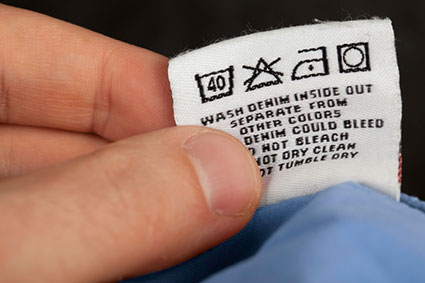 40
WASH DENIM INSIDE OUT
SEPARATE FROM
OTHER COLORS
DENIM COULD BLEED
NOT BLEACH
NOT DRY CLEAN
TUMBLE DRY